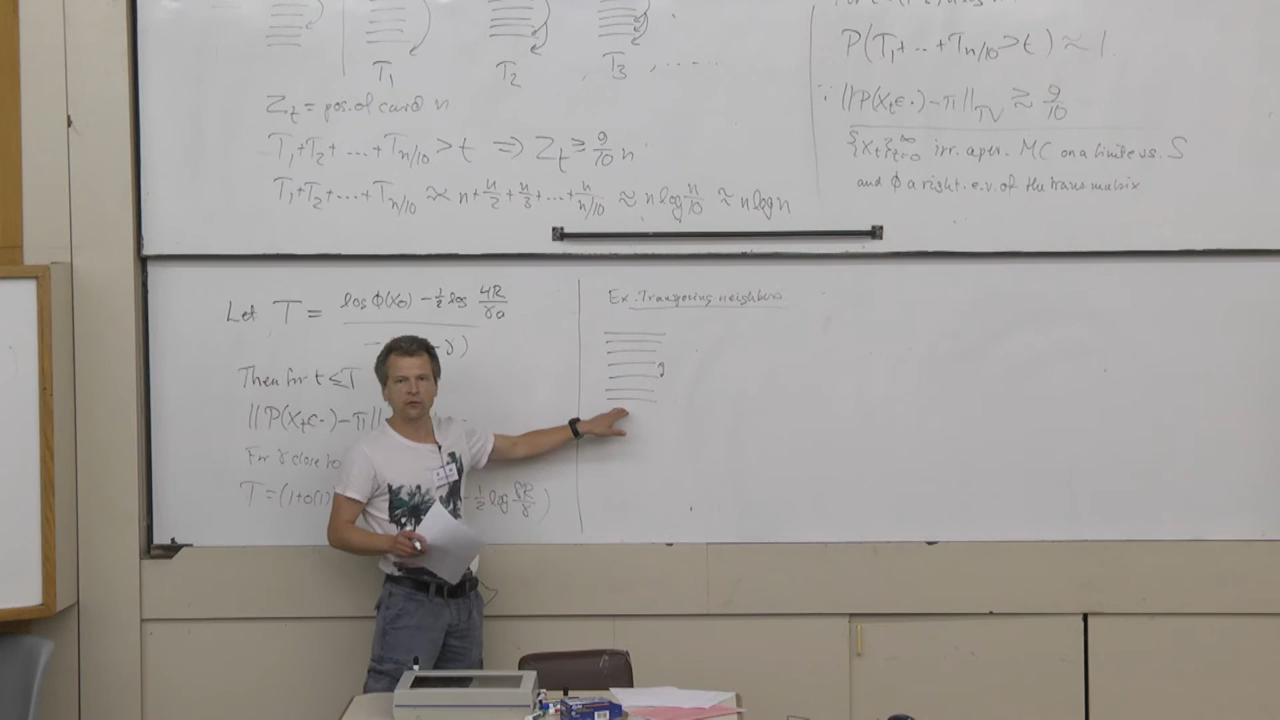 T₁ T₂ , T₃ , .....
Z_t = pos. of card n
T₁+T₂+...+T_{n/10} > t ⇒ Z_t ≥ 9/10 n
T₁+T₂+...+T_{n/10} ≈ n + n/2 + n/3 + ... + n/(n/10) ≈ n log n/10 ≈ n log n
P(T₁+..+T_{n/10} > t) ≈ 1.
∵ ||P(X_t∈·)-π||_TV ≳ 9/10
{X_t}_{t=0}^∞ irr. aper. MC on a finite s.s. S
and ϕ a right. e.v. of the trans matrix
Let T = log ϕ(X₀) - ½ log 4R/γa
γ)
Then for t ≤ T
||P(X_t∈·)-π||
For γ close to
T = (1+o(1) - ½ log 8R/γ )
Ex. Transposing neighbors